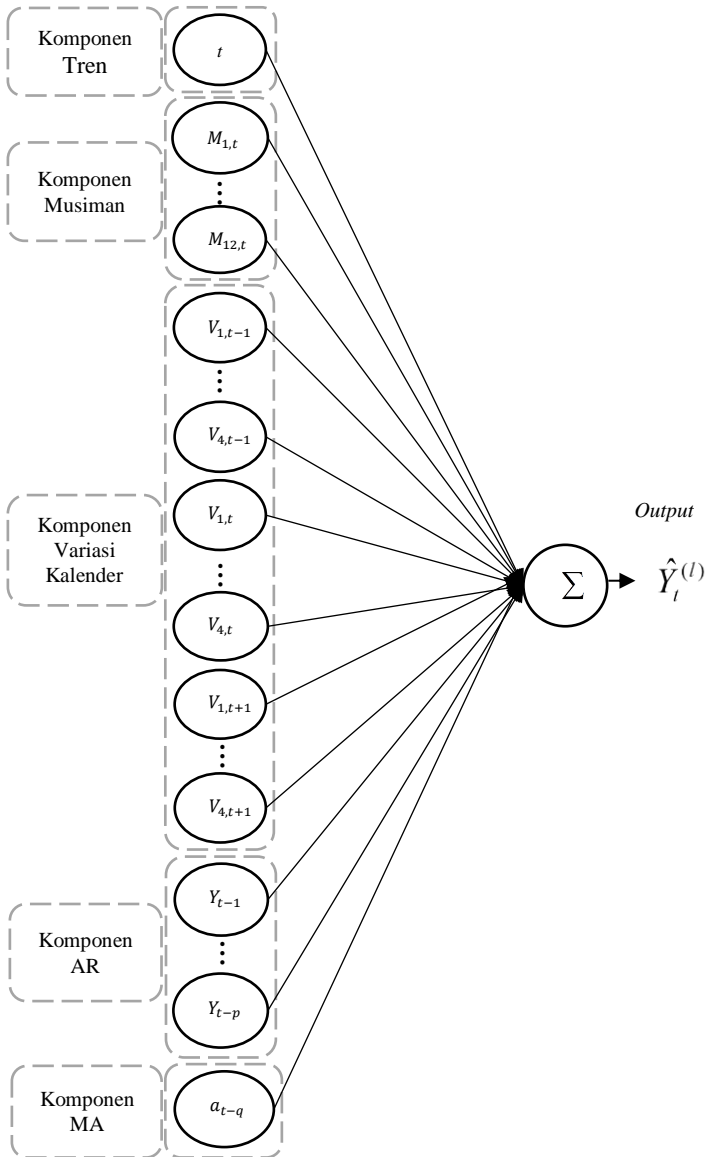 Komponen
Tren
t
M₁,t
Komponen
Musiman
M₁₂,t
V₁,t−1
V₄,t−1
Komponen
Variasi
Kalender
V₁,t
V₄,t
V₁,t+1
V₄,t+1
Output
Σ
Ŷₜ⁽ˡ⁾
Komponen
AR
Yₜ₋₁
Yₜ₋ₚ
Komponen
MA
a_{t−q}